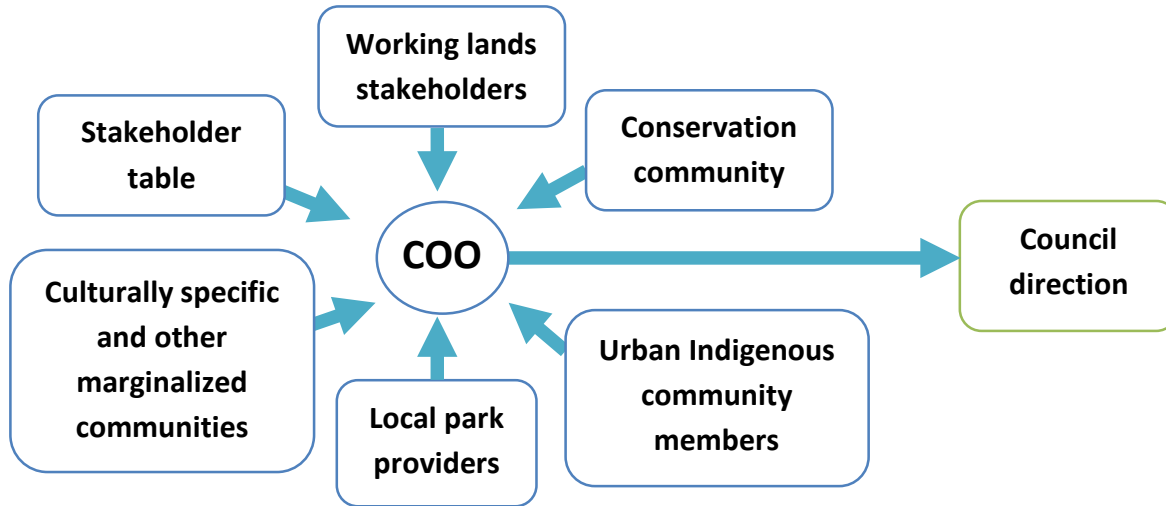 Working lands
stakeholders
Stakeholder
table
Conservation
community
COO
Council
direction
Culturally specific
and other
marginalized
communities
Local park
providers
Urban Indigenous
community
members